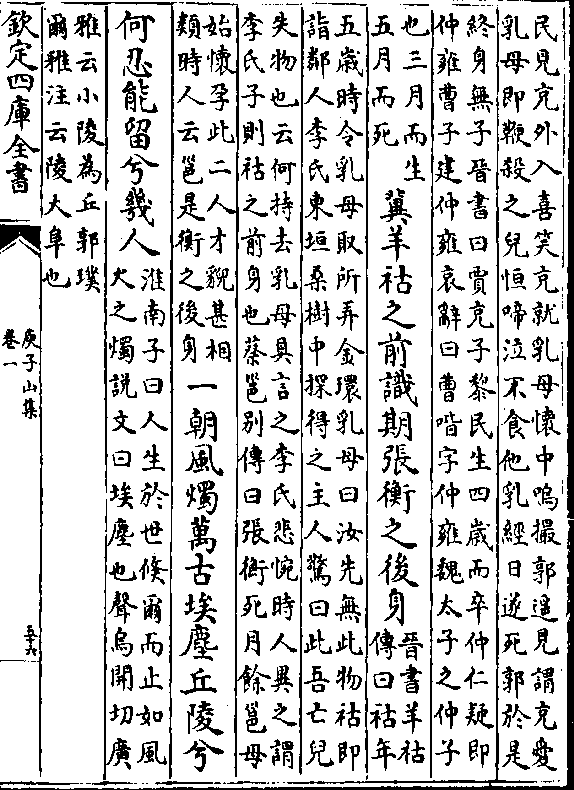 民見充外入喜笑充就乳母懷中嗚撮郭遥見謂充愛
乳母即鞭殺之兒恒啼泣不食他乳經日遂死郭於是
終身無子晉書曰賈充子黎民生四歲而卒仲仁疑即
仲雍曹子建仲雍哀辭曰曹喈字仲雍魏太子之仲子
也三月而生
五月而死
冀羊祜之前識期張衡之後身
晉書羊祜
傳曰祜年
五歲時令乳母取所弄金環乳母曰汝先無此物祜即
詣鄰人李氏東垣桑樹中探得之主人驚曰此吾亡兒
失物也云何持去乳母具言之李氏悲惋時人異之謂
李氏子則祜之前身也蔡邕別傳曰張衡死月餘邕母
始懷孕此二人才貌甚相
類時人云邕是衡之後身
一朝風燭萬古埃塵丘陵兮
何忍能留兮幾人
淮南子曰人生於世倏爾而止如風
犬之燭説文曰埃塵也聲烏開切廣
雅云小陵為丘郭璞
爾雅注云陵大阜也
欽定四庫全書
庾子山集
卷一
五十六